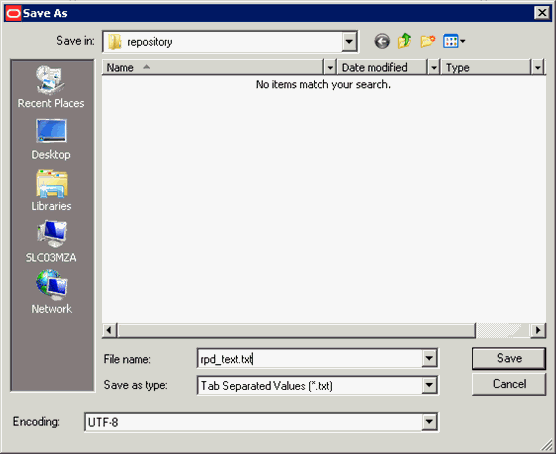 Save As
Save in:
repository
Name
Date modified
Type
No items match your search.
Recent Places
Desktop
Libraries
SLC03MZA
Network
File name:
rpd_text.txt
Save
Save as type:
Tab Separated Values (*.txt)
Cancel
Encoding:
UTF-8